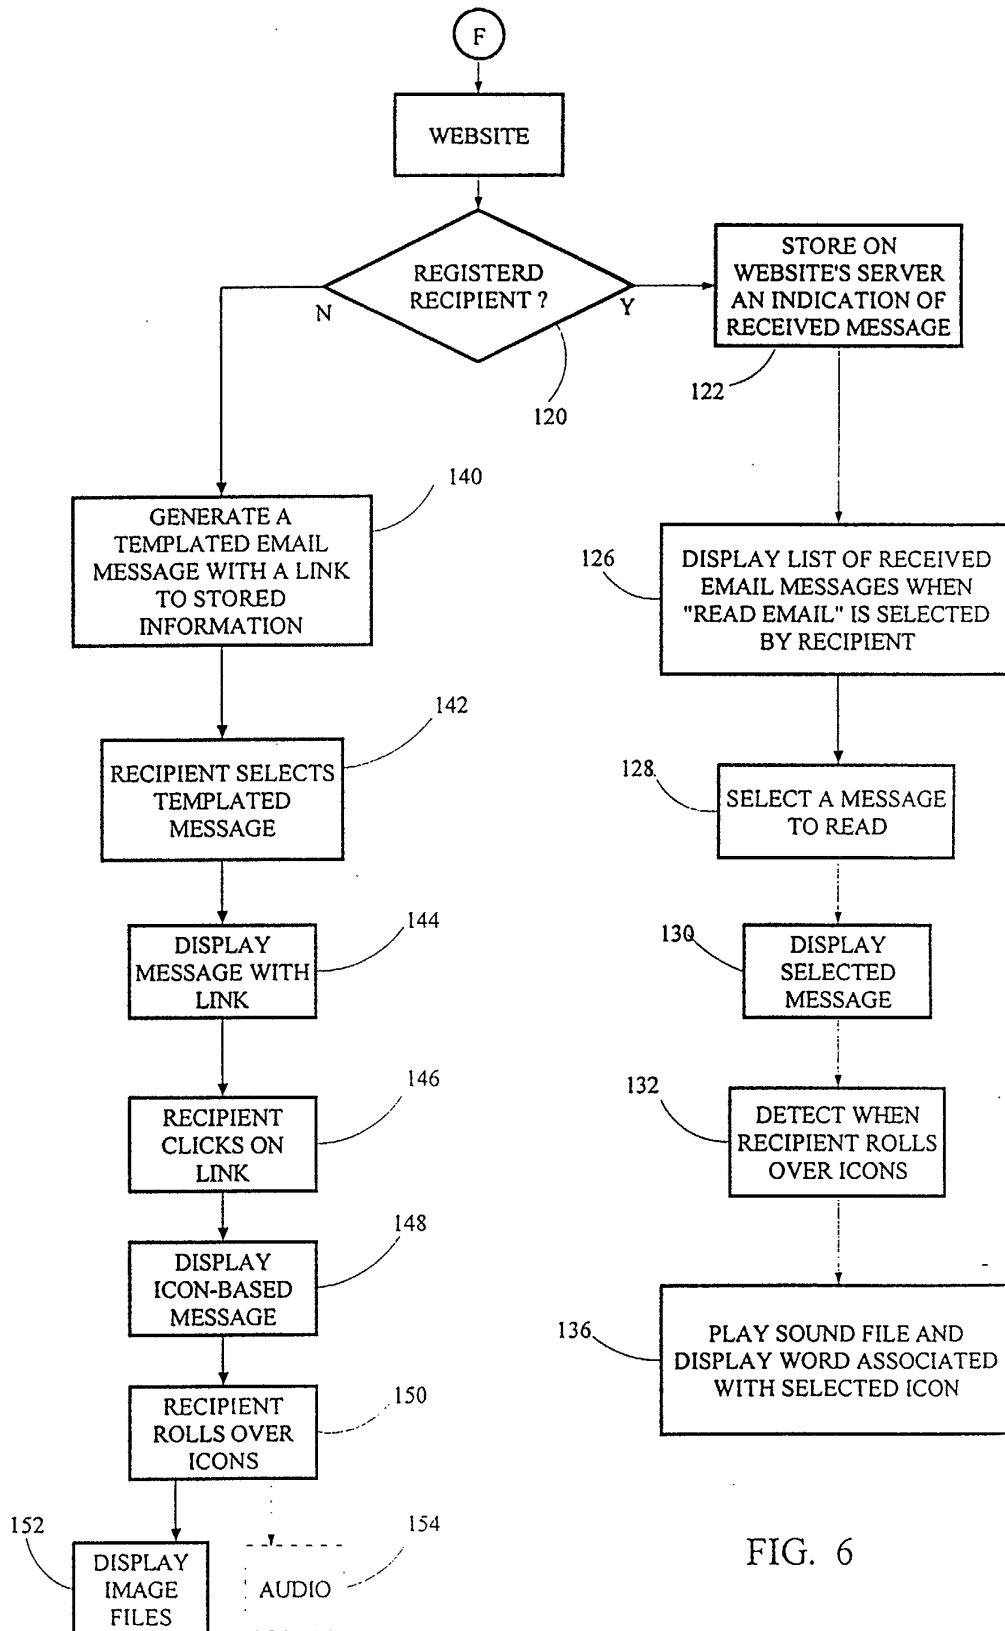 F
WEBSITE
REGISTERD
RECIPIENT ?
N
Y
120
STORE ON
WEBSITE'S SERVER
AN INDICATION OF
RECEIVED MESSAGE
122
140
GENERATE A
TEMPLATED EMAIL
MESSAGE WITH A LINK
TO STORED
INFORMATION
126
DISPLAY LIST OF RECEIVED
EMAIL MESSAGES WHEN
"READ EMAIL" IS SELECTED
BY RECIPIENT
142
RECIPIENT SELECTS
TEMPLATED
MESSAGE
128
SELECT A MESSAGE
TO READ
144
DISPLAY
MESSAGE WITH
LINK
130
DISPLAY
SELECTED
MESSAGE
146
RECIPIENT
CLICKS ON
LINK
132
DETECT WHEN
RECIPIENT ROLLS
OVER ICONS
148
DISPLAY
ICON-BASED
MESSAGE
136
PLAY SOUND FILE AND
DISPLAY WORD ASSOCIATED
WITH SELECTED ICON
150
RECIPIENT
ROLLS OVER
ICONS
152
DISPLAY
IMAGE
FILES
154
AUDIO
FIG. 6